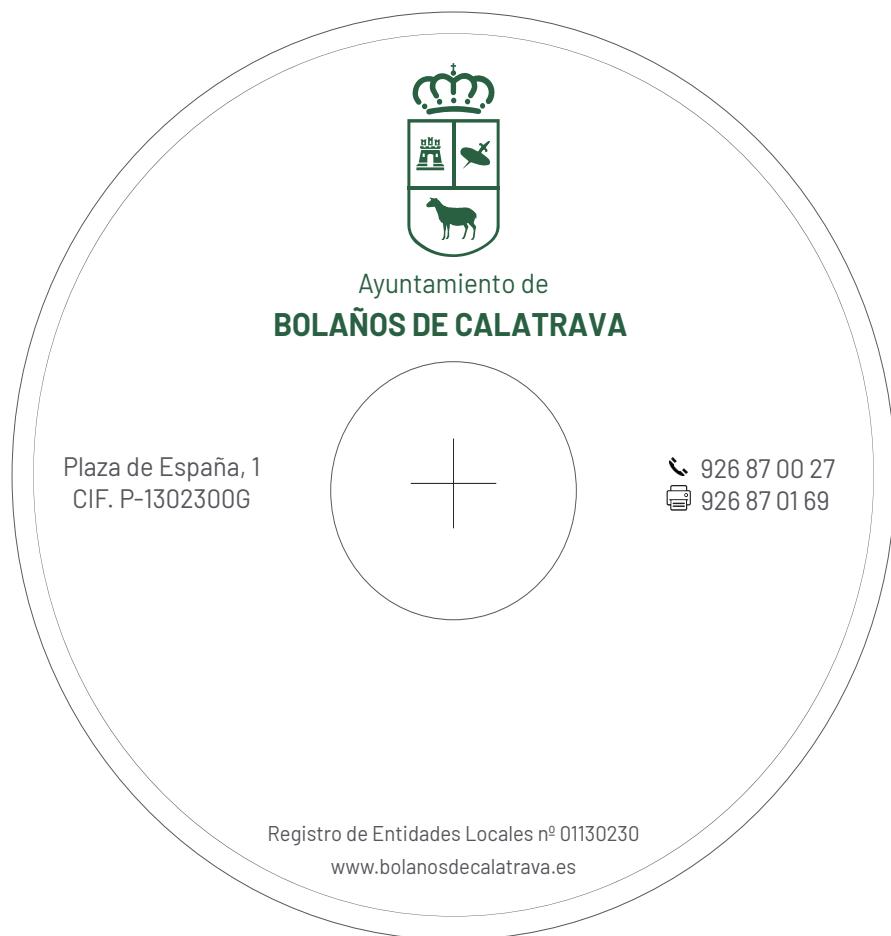 Ayuntamiento de
BOLAÑOS DE CALATRAVA
Plaza de España, 1
CIF. P-1302300G
926 87 00 27
926 87 01 69
Registro de Entidades Locales nº 01130230
www.bolanosdecalatrava.es